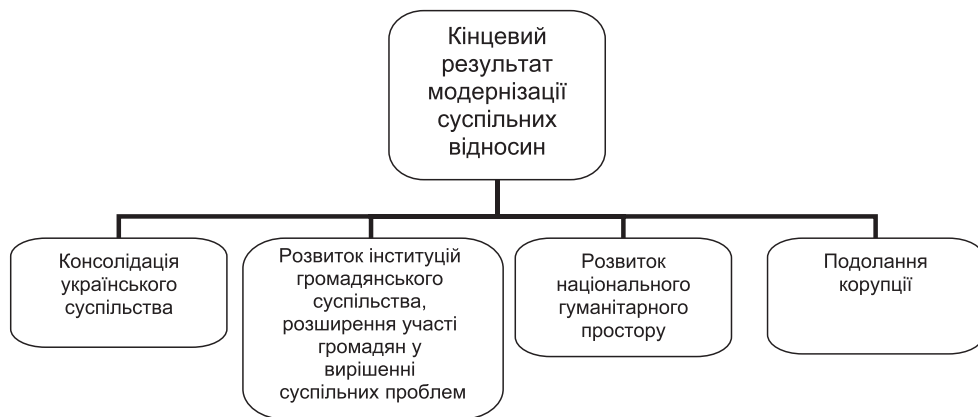 Кінцевий
результат
модернізації
суспільних
відносин
Консолідація
українського
суспільства
Розвиток інституцій
громадянського
суспільства,
розширення участі
громадян у
вирішенні
суспільних проблем
Розвиток
національного
гуманітарного
простору
Подолання
корупції